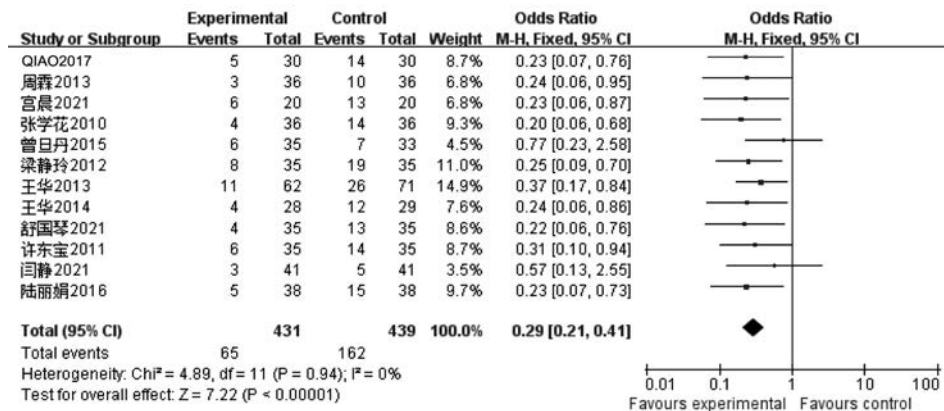 Experimental Control Odds Ratio Odds Ratio
Study or Subgroup Events Total Events Total Weight M-H, Fixed, 95% CI M-H, Fixed, 95% CI
QIAO2017 5 30 14 30 8.7% 0.23 [0.07, 0.76]
周霖2013 3 36 10 36 6.8% 0.24 [0.06, 0.95]
宫晨2021 6 20 13 20 6.8% 0.23 [0.06, 0.87]
张学花2010 4 36 14 36 9.3% 0.20 [0.06, 0.68]
曾旦丹2015 6 35 7 33 4.5% 0.77 [0.23, 2.58]
梁静玲2012 8 35 19 35 11.0% 0.25 [0.09, 0.70]
王华2013 11 62 26 71 14.9% 0.37 [0.17, 0.84]
王华2014 4 28 12 29 7.6% 0.24 [0.06, 0.86]
舒国琴2021 4 35 13 35 8.6% 0.22 [0.06, 0.76]
许东宝2011 6 35 14 35 8.7% 0.31 [0.10, 0.94]
闫静2021 3 41 5 41 3.5% 0.57 [0.13, 2.55]
陆丽娟2016 5 38 15 38 9.7% 0.23 [0.07, 0.73]
Total (95% CI) 431 439 100.0% 0.29 [0.21, 0.41]
Total events 65 162
Heterogeneity: Chi² = 4.89, df = 11 (P = 0.94); I² = 0%
Test for overall effect: Z = 7.22 (P < 0.00001)
0.01 0.1 1 10 100
Favours experimental Favours control